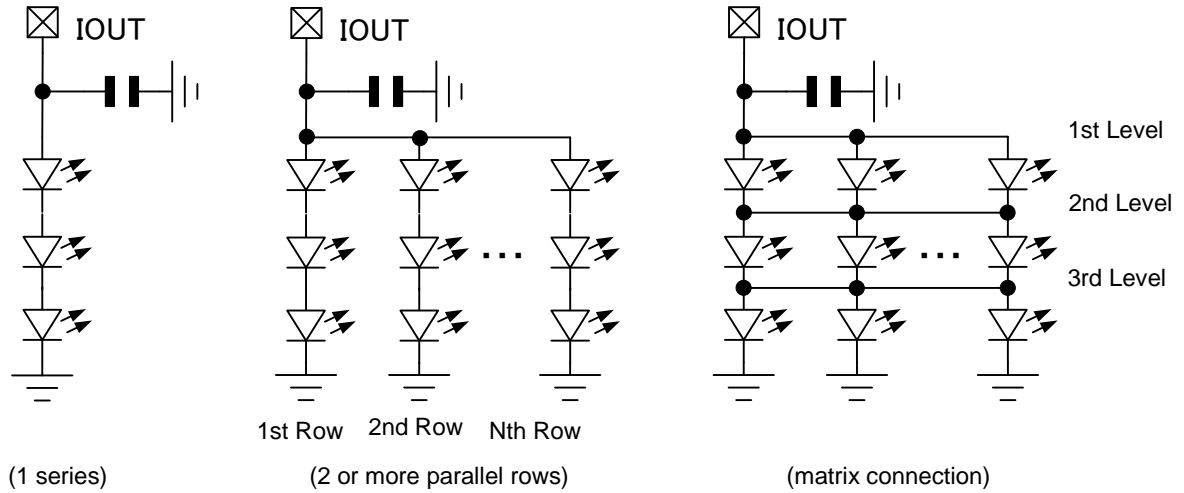 IOUT
IOUT
IOUT
1st Level
2nd Level
3rd Level
...
...
1st Row 2nd Row Nth Row
(1 series) (2 or more parallel rows) (matrix connection)